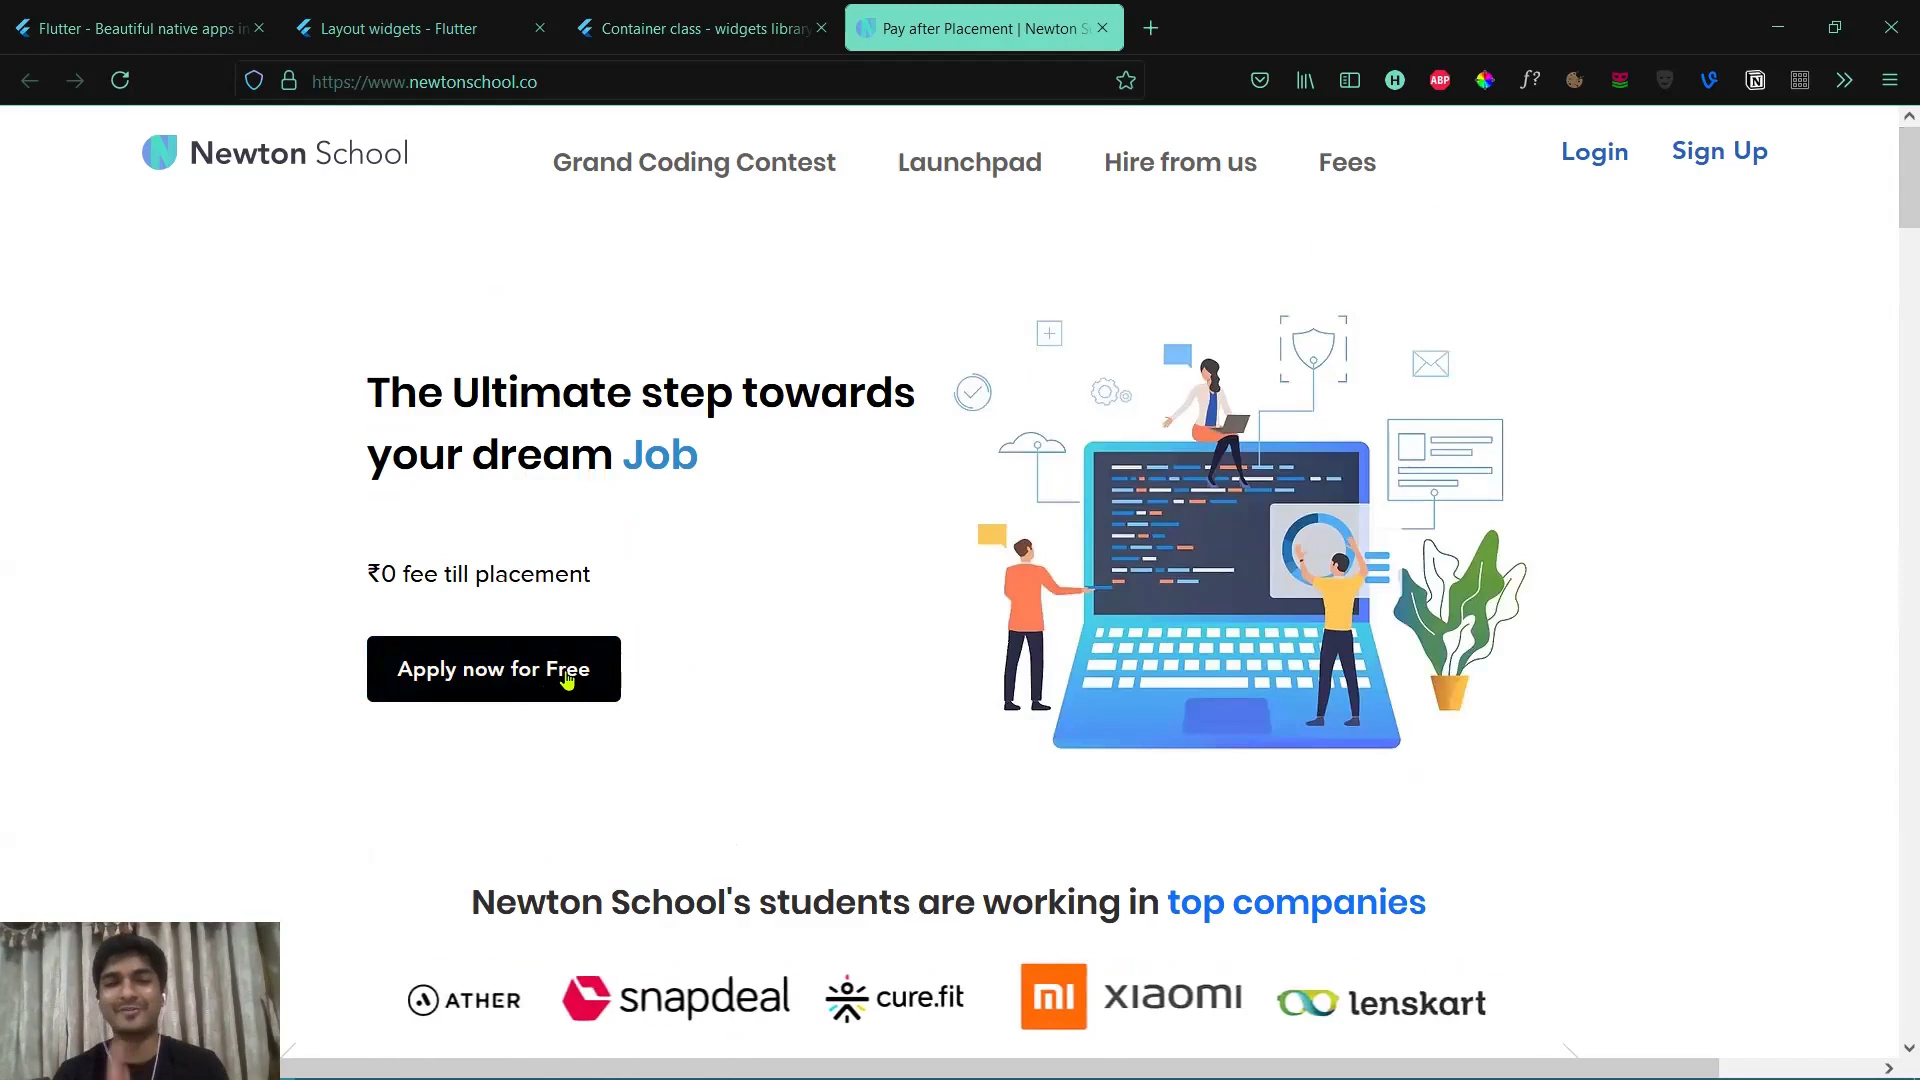 Flutter - Beautiful native apps in
Layout widgets - Flutter
Container class - widgets library
Pay after Placement | Newton S
https://www.newtonschool.co
H
ABP
f?
N
Newton School
Grand Coding Contest
Launchpad
Hire from us
Fees
Login
Sign Up
The Ultimate step towards
your dream Job
₹0 fee till placement
Apply now for Free
Newton School's students are working in top companies
ATHER
snapdeal
cure.fit
mi xiaomi
lenskart